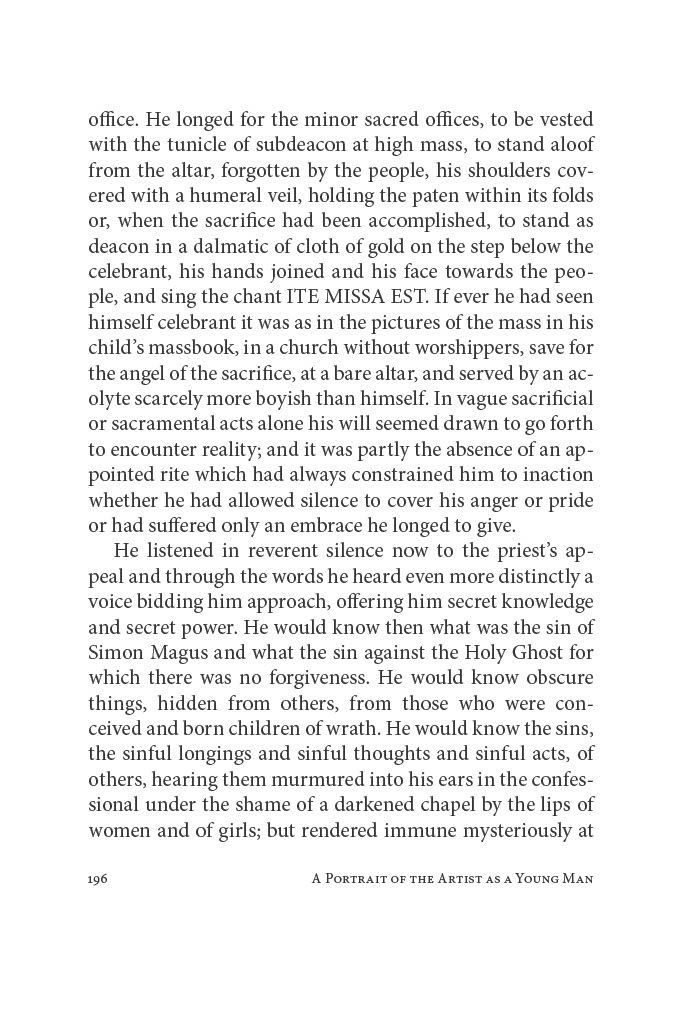 office. He longed for the minor sacred offices, to be vested
with the tunicle of subdeacon at high mass, to stand aloof
from the altar, forgotten by the people, his shoulders cov-
ered with a humeral veil, holding the paten within its folds
or, when the sacrifice had been accomplished, to stand as
deacon in a dalmatic of cloth of gold on the step below the
celebrant, his hands joined and his face towards the peo-
ple, and sing the chant ITE MISSA EST. If ever he had seen
himself celebrant it was as in the pictures of the mass in his
child’s massbook, in a church without worshippers, save for
the angel of the sacrifice, at a bare altar, and served by an ac-
olyte scarcely more boyish than himself. In vague sacrificial
or sacramental acts alone his will seemed drawn to go forth
to encounter reality; and it was partly the absence of an ap-
pointed rite which had always constrained him to inaction
whether he had allowed silence to cover his anger or pride
or had suffered only an embrace he longed to give.
He listened in reverent silence now to the priest’s ap-
peal and through the words he heard even more distinctly a
voice bidding him approach, offering him secret knowledge
and secret power. He would know then what was the sin of
Simon Magus and what the sin against the Holy Ghost for
which there was no forgiveness. He would know obscure
things, hidden from others, from those who were con-
ceived and born children of wrath. He would know the sins,
the sinful longings and sinful thoughts and sinful acts, of
others, hearing them murmured into his ears in the confes-
sional under the shame of a darkened chapel by the lips of
women and of girls; but rendered immune mysteriously at
196 A Portrait of the Artist as a Young Man